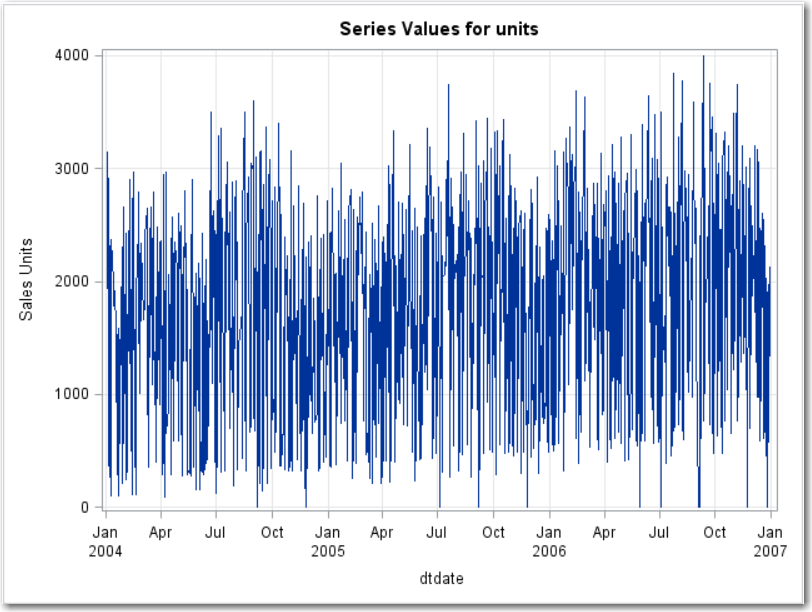 Series Values for units
4000
3000
2000
1000
0
Sales Units
Jan Apr Jul Oct Jan Apr Jul Oct Jan Apr Jul Oct Jan
2004 2005 2006 2007
dtdate